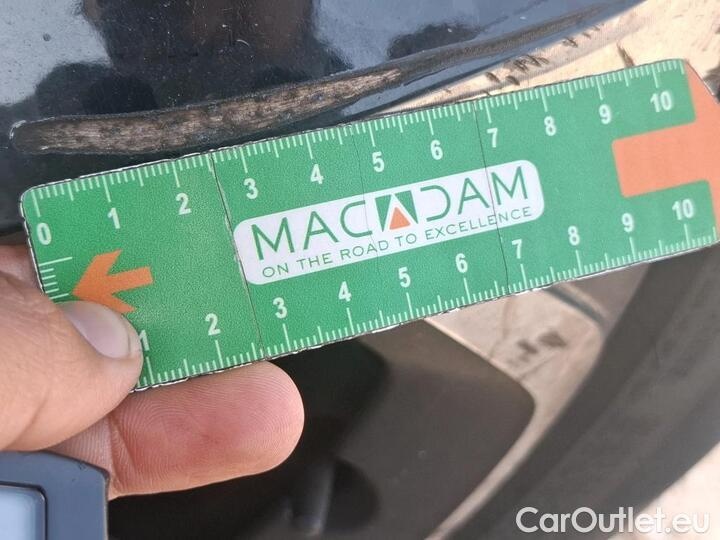 0 1 2 3 4 5 6 7 8 9 10
MACADAM
ON THE ROAD TO EXCELLENCE
1 2 3 4 5 6 7 8 9 10
CarOutlet.eu